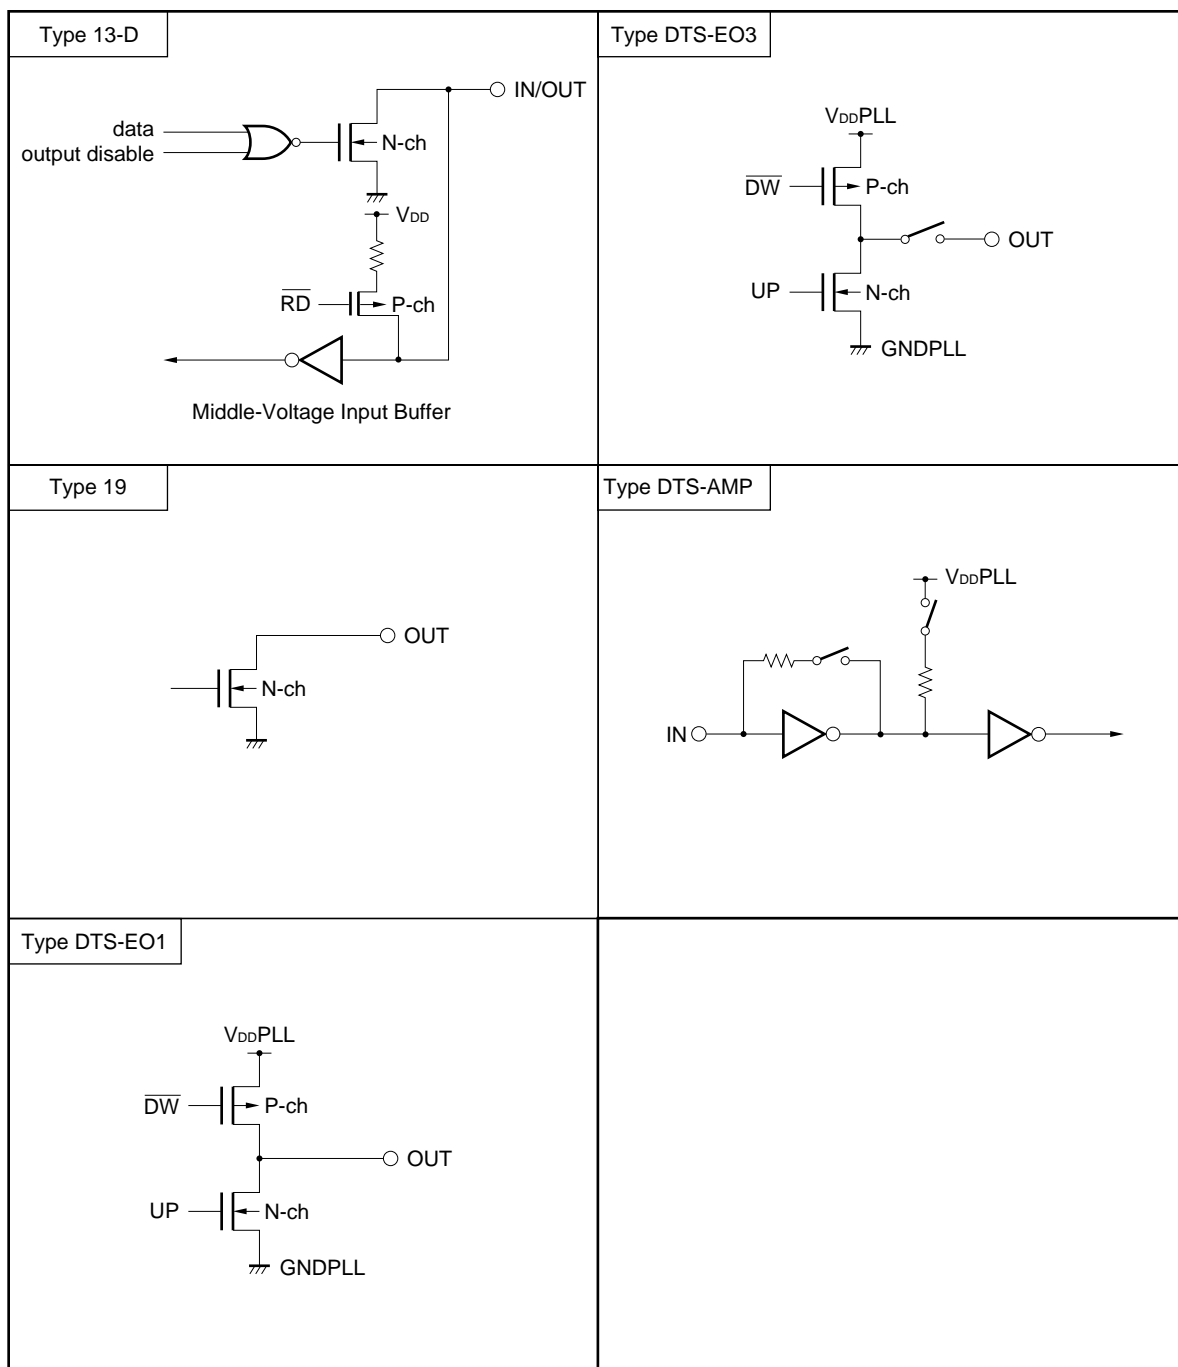 Type 13-D
IN/OUT
data
output disable
N-ch
VDD
RD
P-ch
Middle-Voltage Input Buffer
Type DTS-EO3
VDDPLL
DW
P-ch
OUT
UP
N-ch
GNDPLL
Type 19
OUT
N-ch
Type DTS-AMP
VDDPLL
IN
Type DTS-EO1
VDDPLL
DW
P-ch
OUT
UP
N-ch
GNDPLL